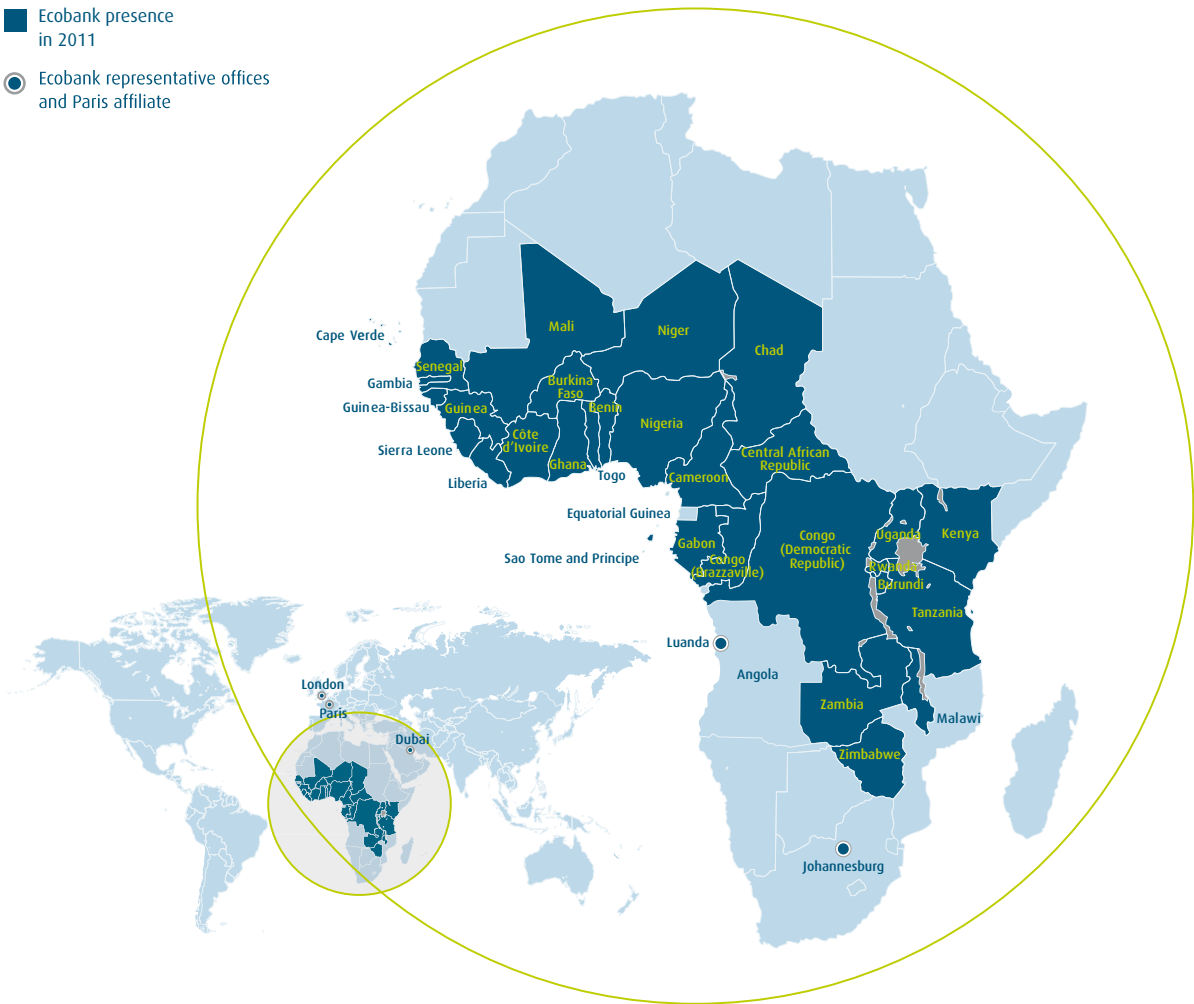 Ecobank presence
in 2011
Ecobank representative offices
and Paris affiliate
Mali
Niger
Chad
Cape Verde
Senegal
Gambia
Burkina
Faso
Guinea-Bissau
Guinea
Benin
Nigeria
Côte
d'Ivoire
Sierra Leone
Ghana
Central African
Republic
Liberia
Togo
Cameroon
Equatorial Guinea
Gabon
Sao Tome and Principe
Congo
(Brazzaville)
Congo
(Democratic
Republic)
Uganda
Kenya
Rwanda
Burundi
Tanzania
Luanda
Angola
Zambia
Malawi
Zimbabwe
Johannesburg
London
Paris
Dubai